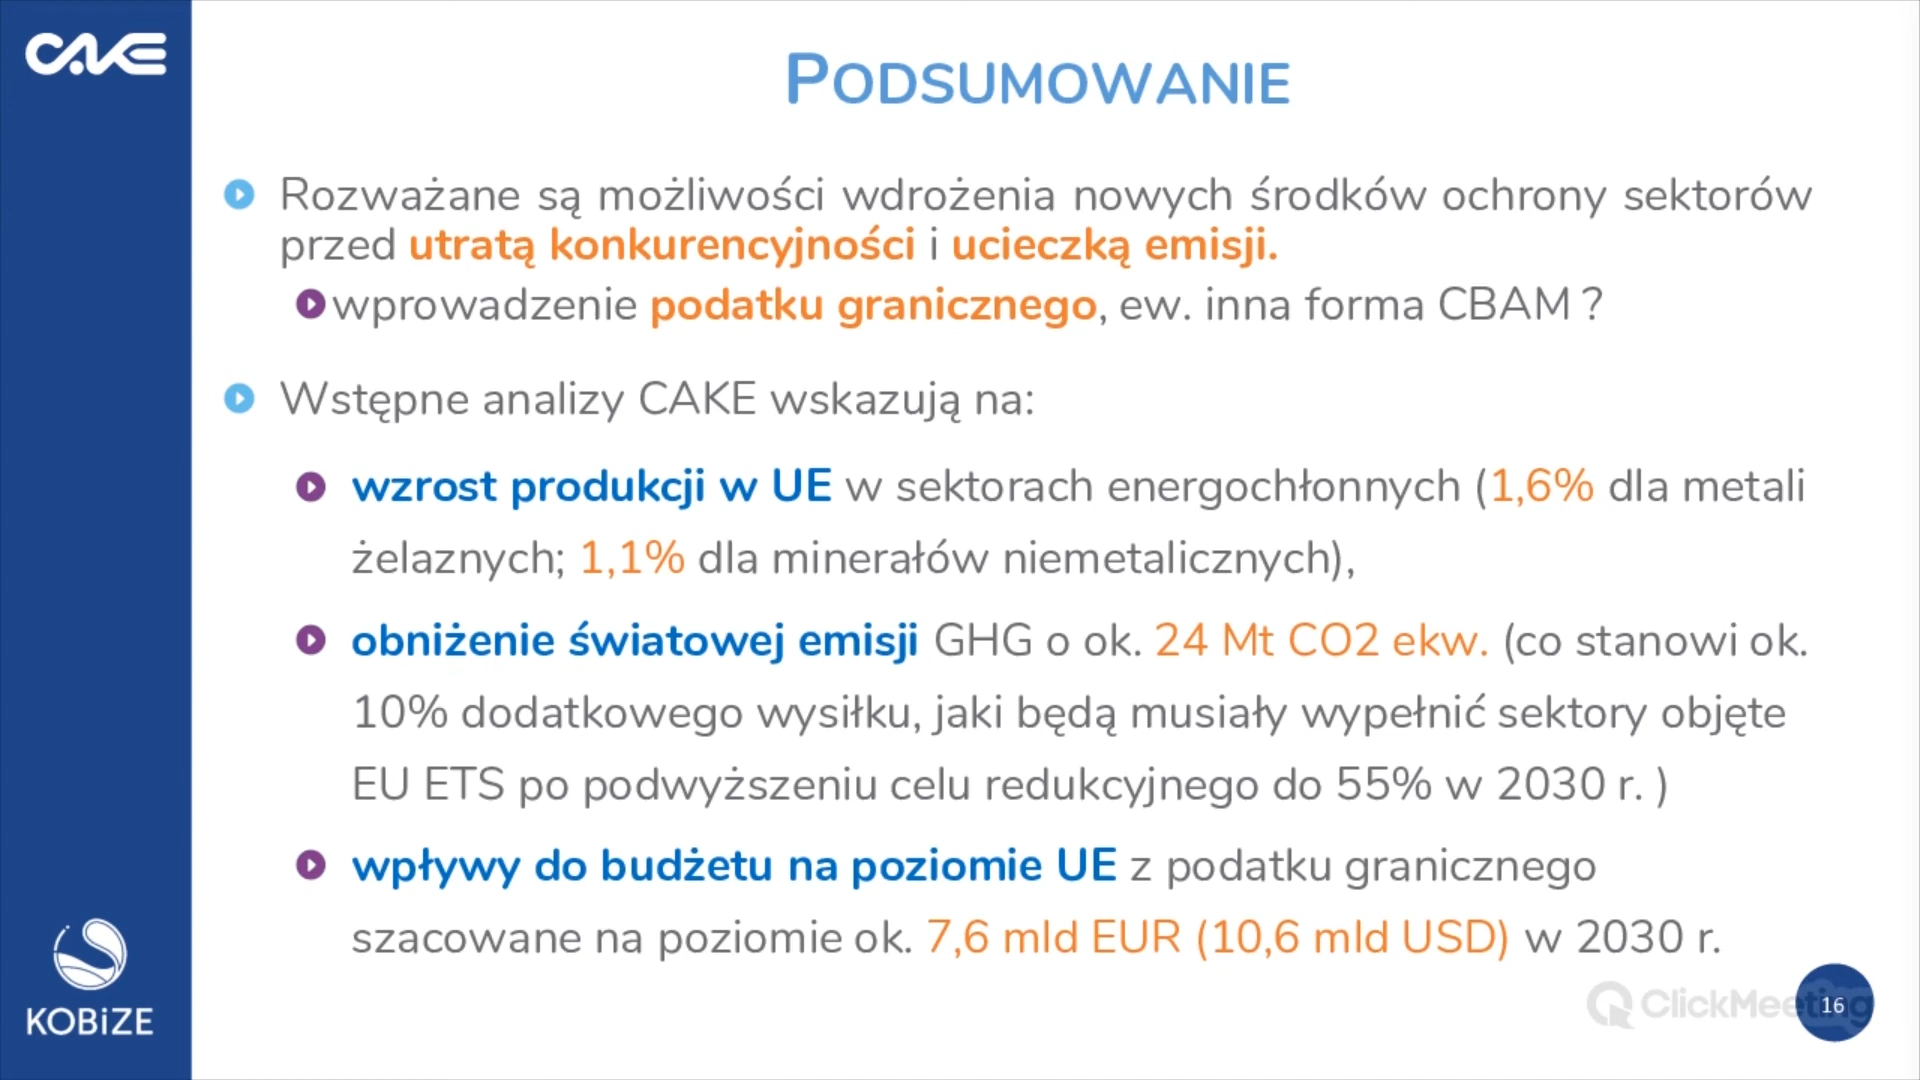 CAKE
PODSUMOWANIE
Rozważane są możliwości wdrożenia nowych środków ochrony sektorów
przed utratą konkurencyjności i ucieczką emisji.
wprowadzenie podatku granicznego, ew. inna forma CBAM ?
Wstępne analizy CAKE wskazują na:
wzrost produkcji w UE w sektorach energochłonnych (1,6% dla metali
żelaznych; 1,1% dla minerałów niemetalicznych),
obniżenie światowej emisji GHG o ok. 24 Mt CO2 ekw. (co stanowi ok.
10% dodatkowego wysiłku, jaki będą musiały wypełnić sektory objęte
EU ETS po podwyższeniu celu redukcyjnego do 55% w 2030 r. )
wpływy do budżetu na poziomie UE z podatku granicznego
szacowane na poziomie ok. 7,6 mld EUR (10,6 mld USD) w 2030 r.
KOBiZE
ClickMeeting
16